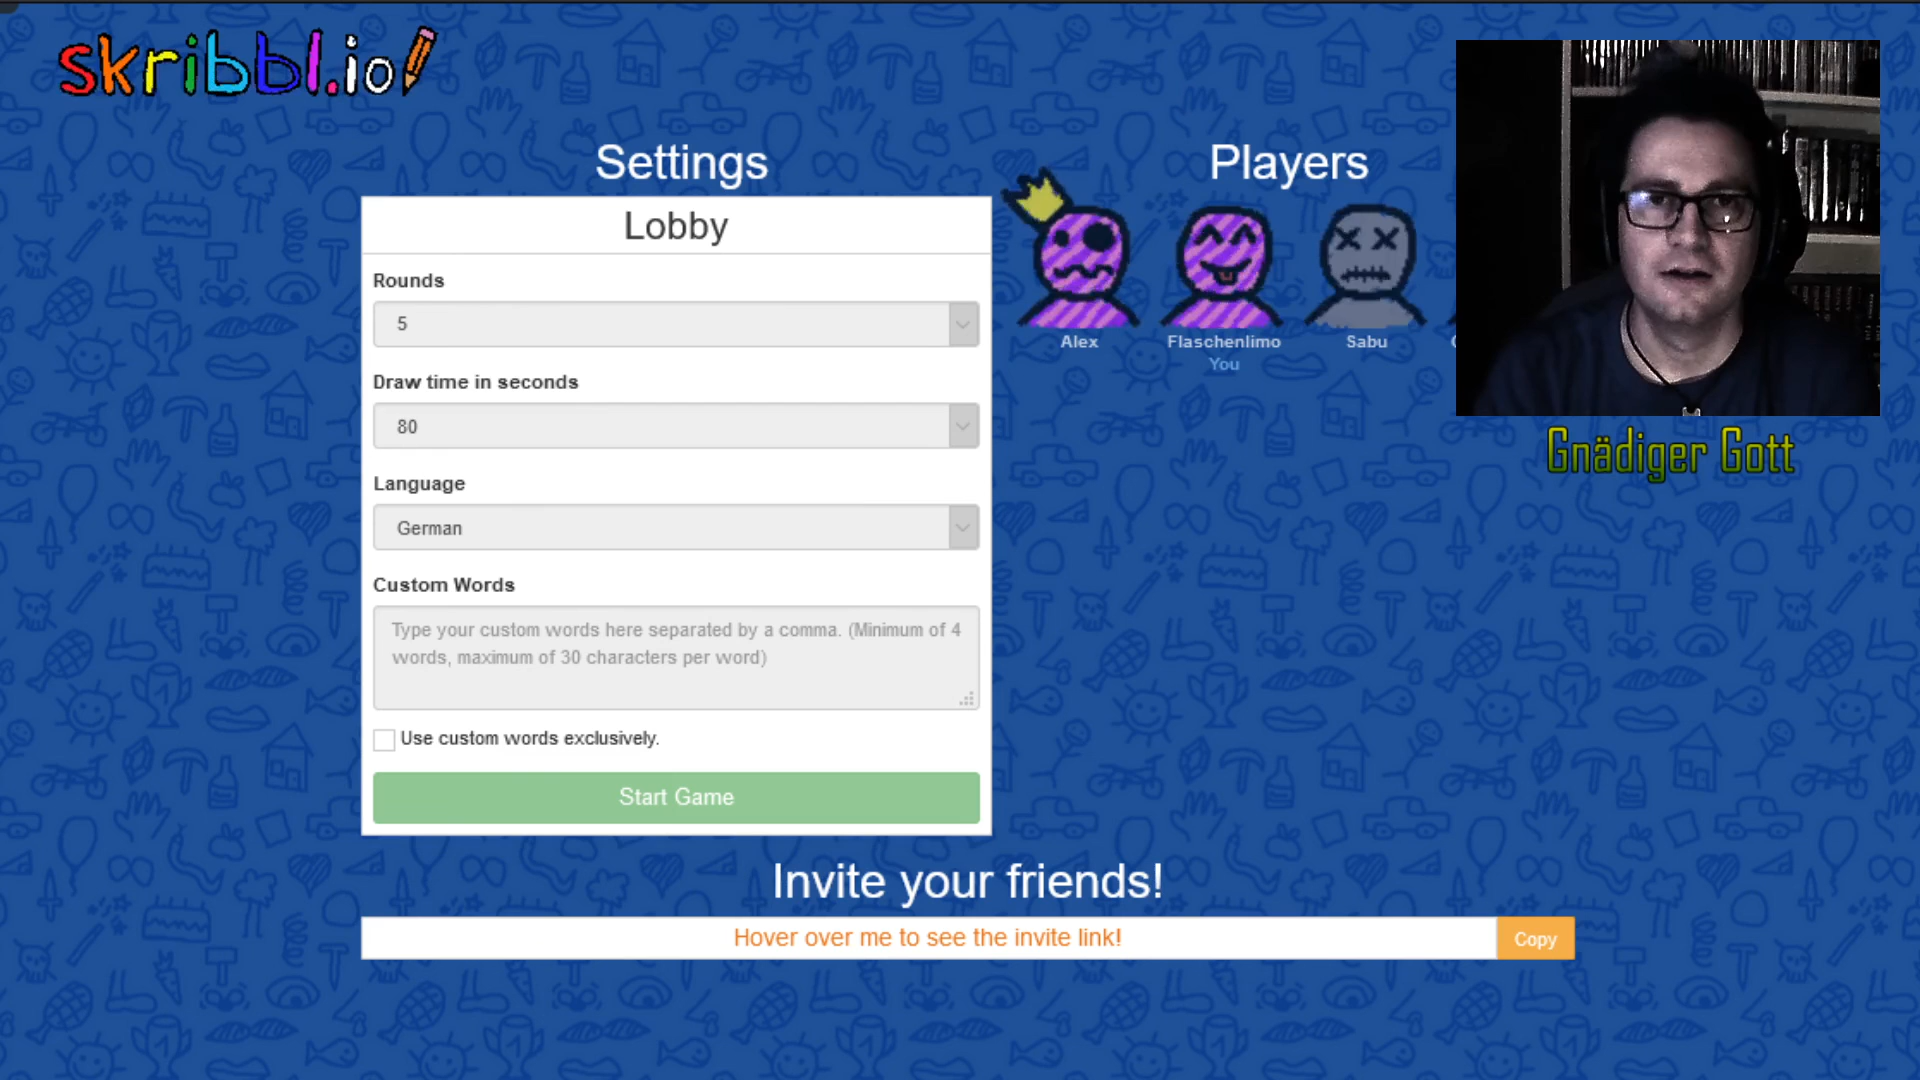 skribbl.io
Settings
Players
Lobby
Rounds
5
Alex
Flaschenlimo
Sabu
You
Draw time in seconds
80
Gnädiger Gott
Language
German
Custom Words
Type your custom words here separated by a comma. (Minimum of 4
words, maximum of 30 characters per word)
Use custom words exclusively.
Start Game
Invite your friends!
Hover over me to see the invite link!
Copy